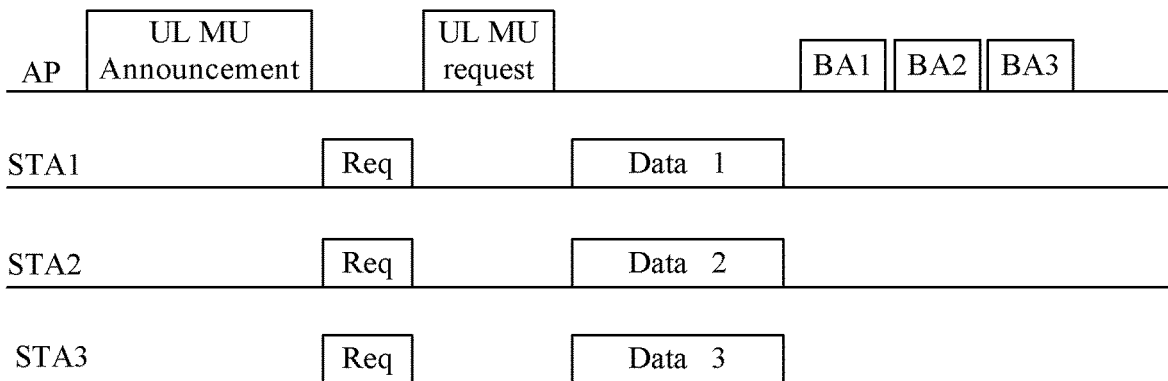 UL MU
Announcement
UL MU
request
AP
BA1
BA2
BA3
STA1
Req
Data 1
STA2
Req
Data 2
STA3
Req
Data 3